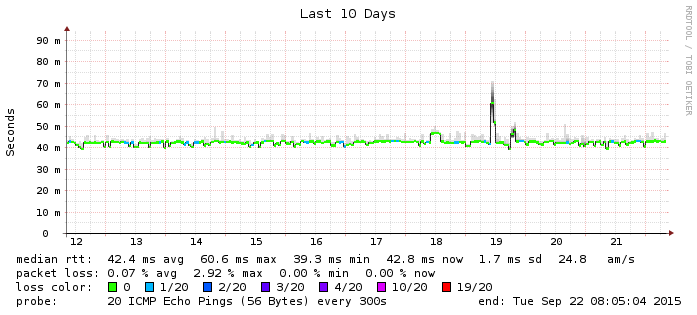 Last 10 Days
RRDTOOL / TOBI OETIKER
Seconds
90 m
80 m
70 m
60 m
50 m
40 m
30 m
20 m
10 m
0
12 13 14 15 16 17 18 19 20 21
median rtt: 42.4 ms avg 60.6 ms max 39.3 ms min 42.8 ms now 1.7 ms sd 24.8 am/s
packet loss: 0.07 % avg 2.92 % max 0.00 % min 0.00 % now
loss color: 0 1/20 2/20 3/20 4/20 10/20 19/20
probe: 20 ICMP Echo Pings (56 Bytes) every 300s end: Tue Sep 22 08:05:04 2015